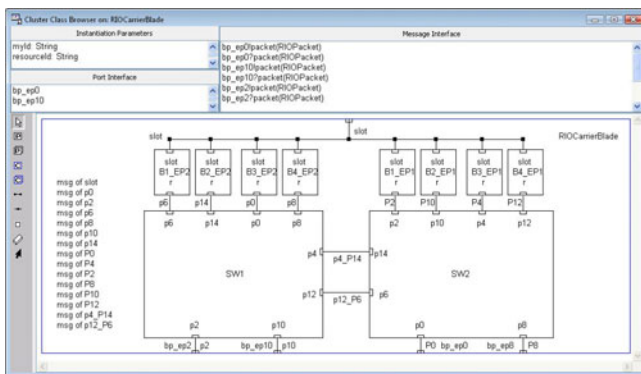 Cluster Class Browser on: RIOCarrierBlade
Instantiation Parameters
Message Interface
myId: String
resourceId: String
Port Interface
bp_ep0
bp_ep10
bp_ep0!packet(RIOPacket)
bp_ep0?packet(RIOPacket)
bp_ep10!packet(RIOPacket)
bp_ep10?packet(RIOPacket)
bp_ep2!packet(RIOPacket)
bp_ep2?packet(RIOPacket)
slot
slot
RIOCarrierBlade
slot slot slot slot slot slot slot slot
B1_EP2 B2_EP2 B3_EP2 B4_EP2 B1_EP1 B2_EP1 B3_EP1 B4_EP1
r r r r r r r r
p6 p14 p0 p8 P2 P10 P4 P12
p6 p14 p0 p8 p2 p10 p4 p12
msg of slot
msg of p0
msg of p2
msg of p6
msg of p8
msg of p10
msg of p14
msg of P0
msg of P4
msg of P2
msg of P8
msg of P10
msg of P12
msg of p4_P14
msg of p12_P6
p4 p4_P14 p14
SW1 SW2
p12 p12_P6 p6
p2 p10 p0 p8
bp_ep2 p2 bp_ep10 p10 P0 bp_ep0 bp_ep8 P8